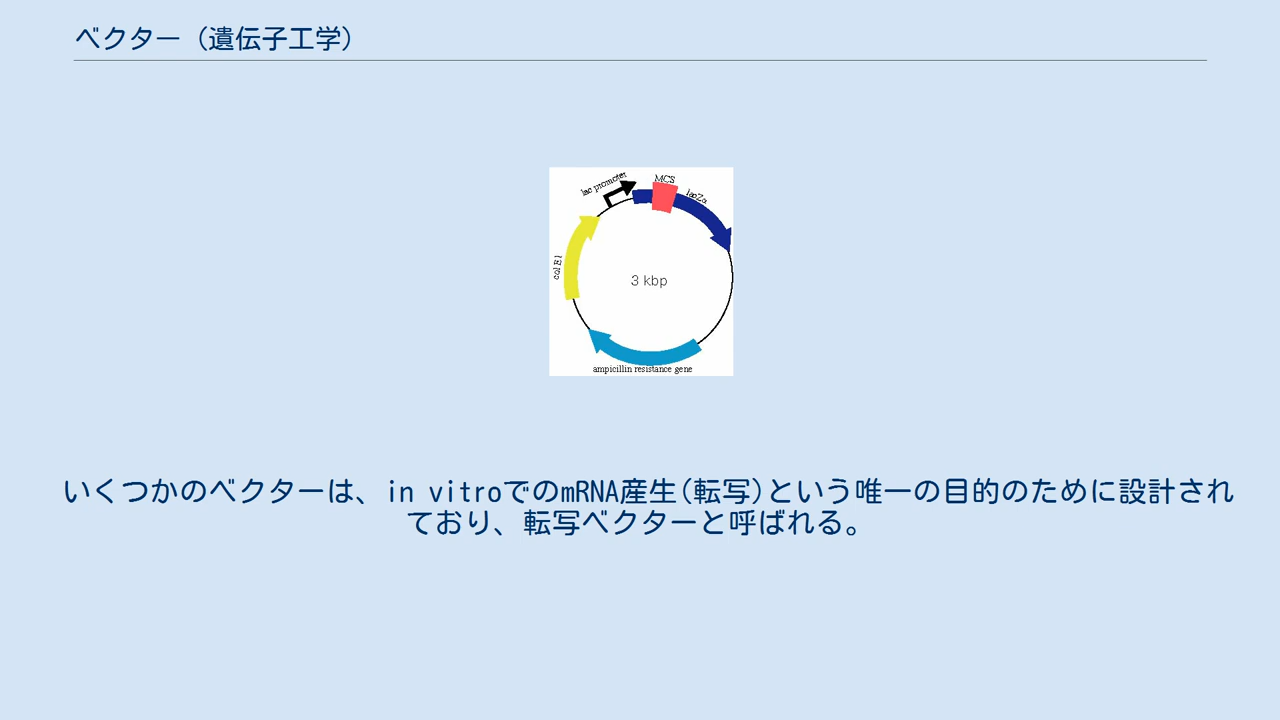 ベクター（遺伝子工学）
lac promoter
MCS
lacZa
col E1
3 kbp
ampicillin resistance gene
いくつかのベクターは、in vitroでのmRNA産生(転写)という唯一の目的のために設計され
ており、転写ベクターと呼ばれる。